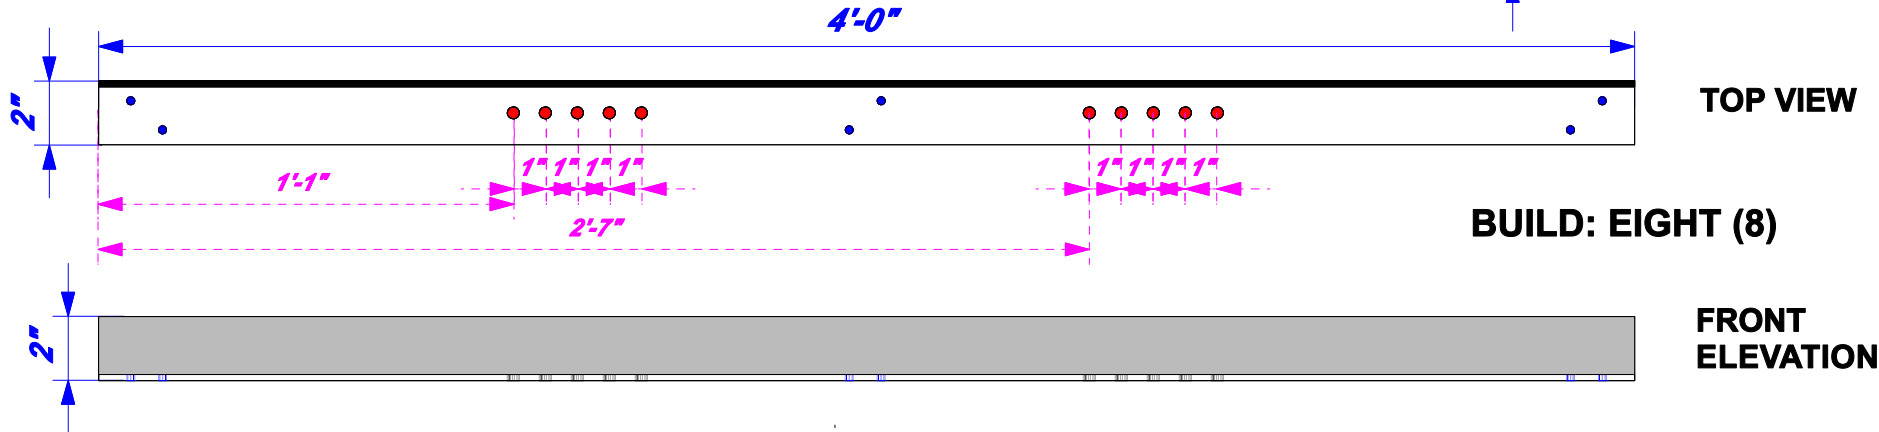 4'-0"
2"
TOP VIEW
1" 1" 1" 1"
1" 1" 1" 1"
1'-1"
2'-7"
BUILD: EIGHT (8)
2"
FRONT
ELEVATION